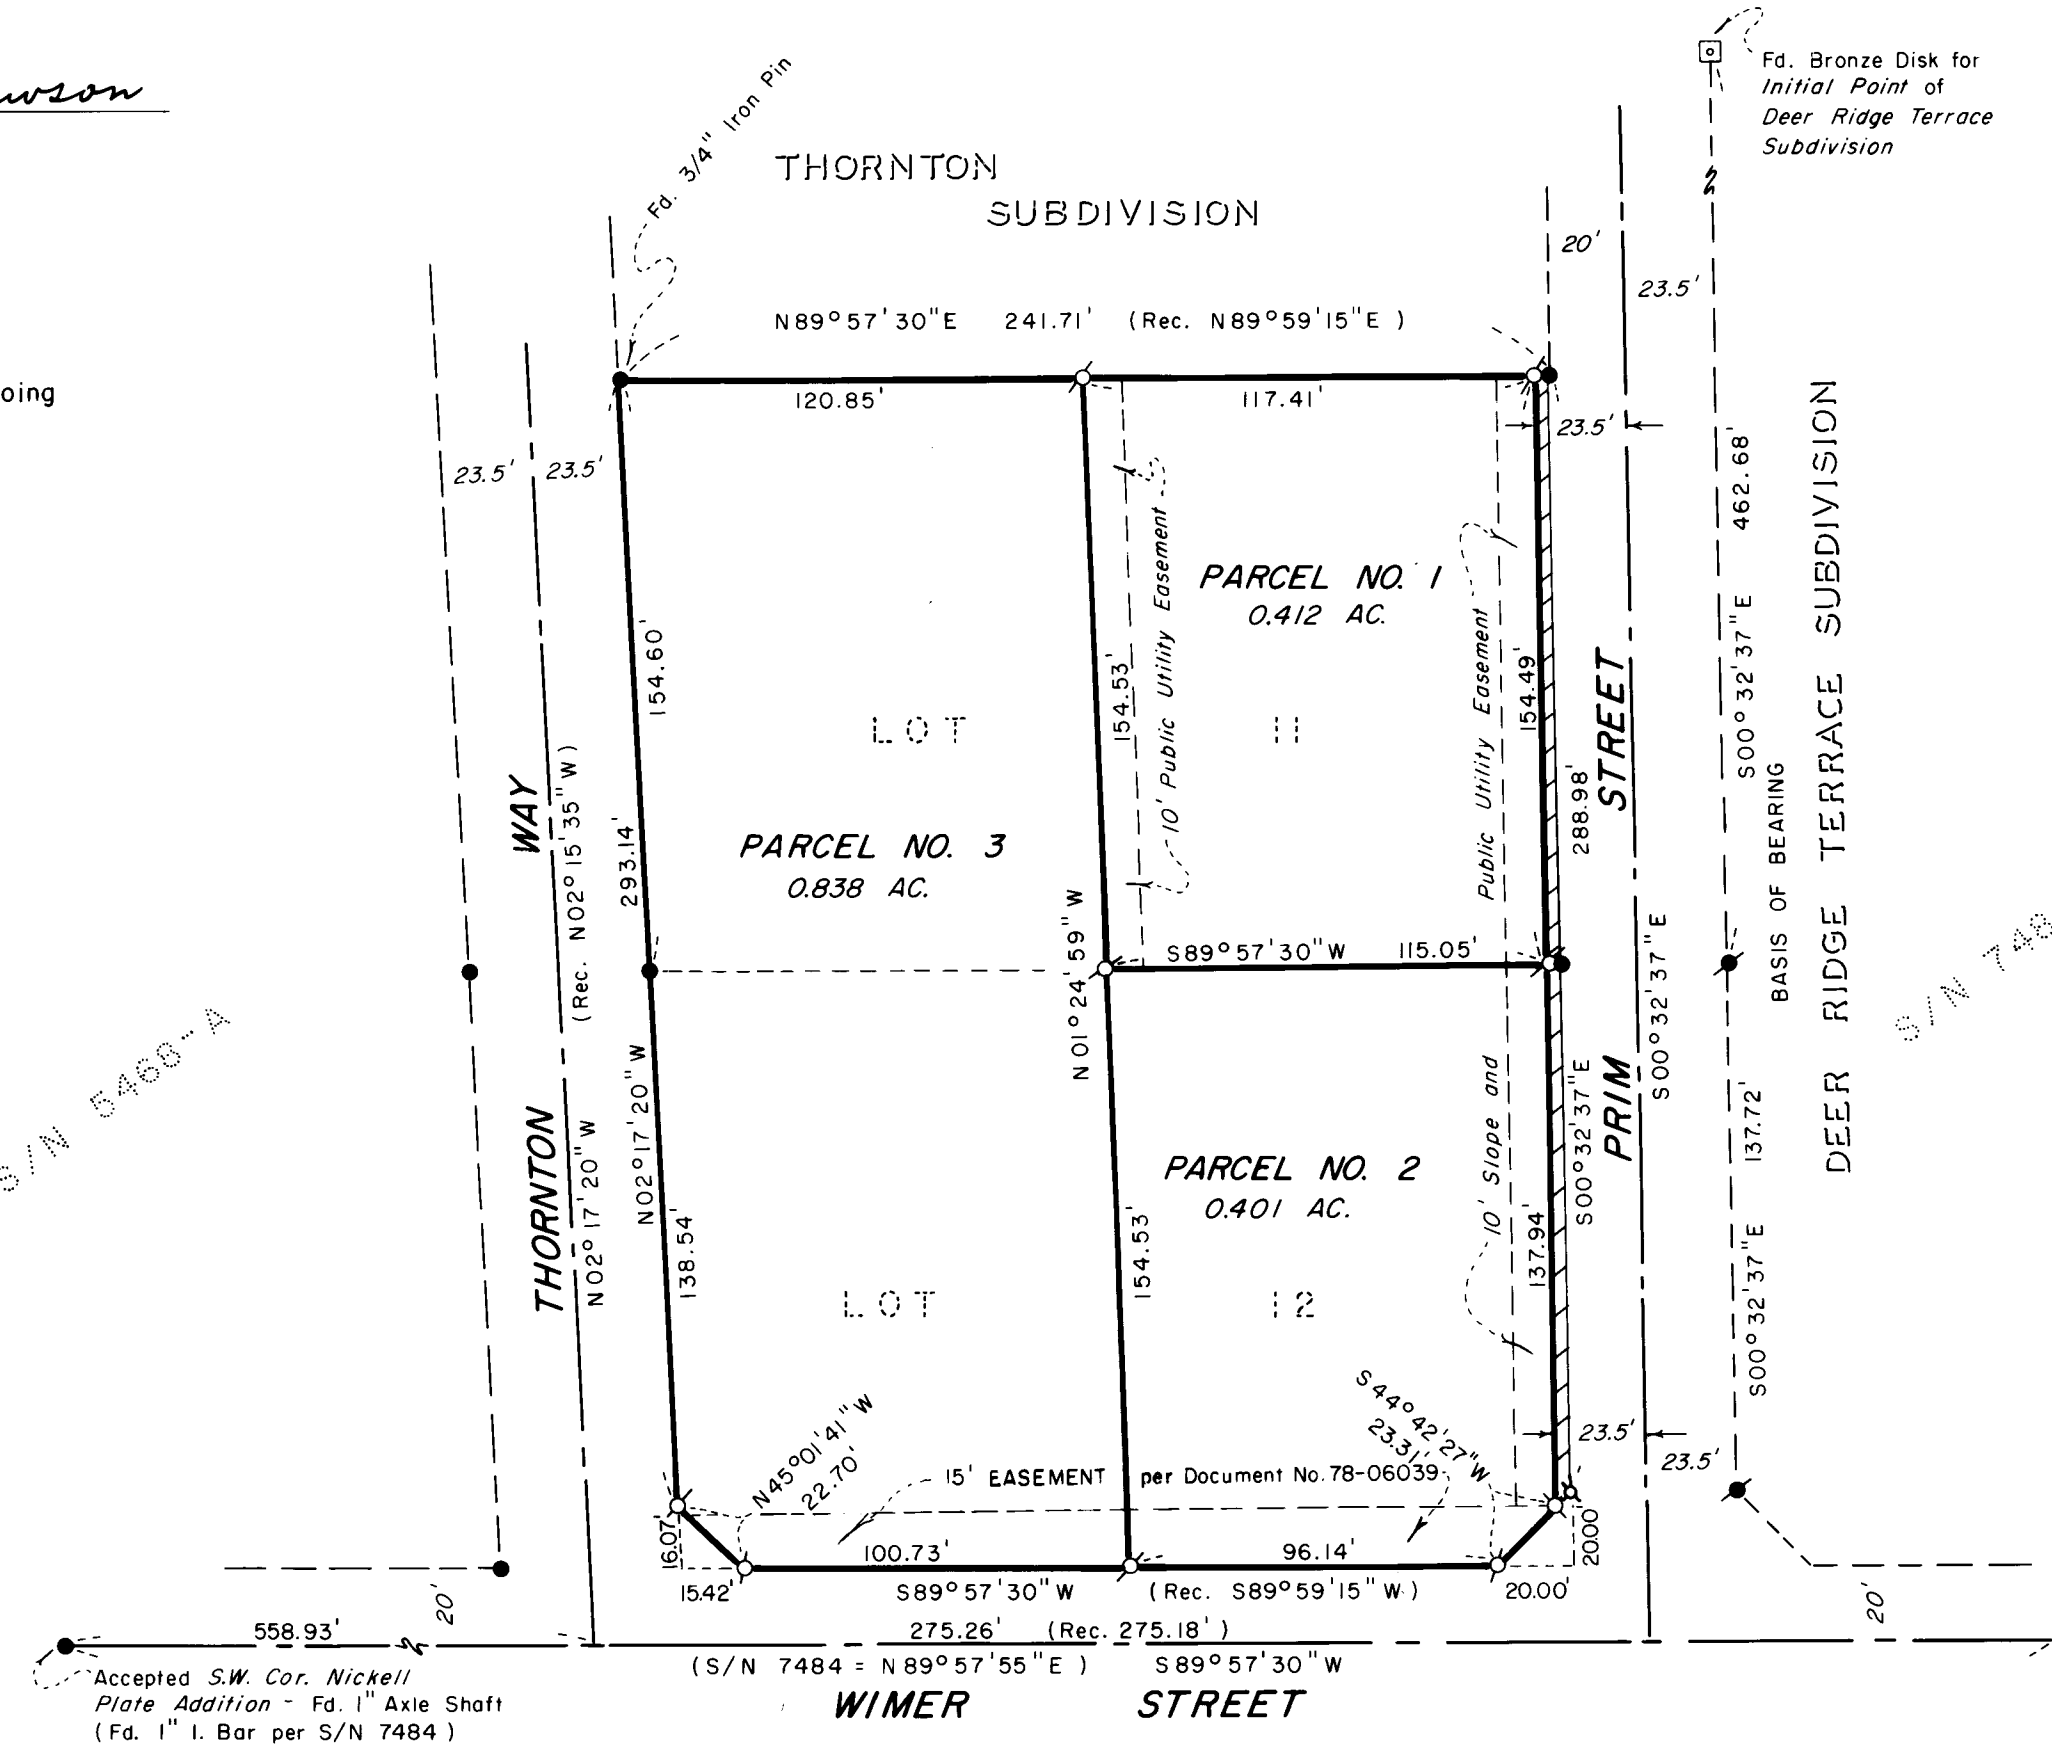 wson
oing
Fd. 3/4" Iron Pin
THORNTON
SUBDIVISION
Fd. Bronze Disk for
Initial Point of
Deer Ridge Terrace
Subdivision
20'
23.5'
N89°57'30"E 241.71' (Rec. N89°59'15"E )
120.85'
117.41'
23.5'
23.5' 23.5'
462.68'
S00°32'37"E
BASIS OF BEARING
DEER RIDGE TERRACE SUBDIVISION
PARCEL NO. 1
0.412 AC.
10' Public Utility Easement
10' Slope and Public Utility Easement
154.60'
154.53'
154.49'
LOT 11
STREET
PRIM
288.98'
S00°32'37"E
S00°32'37"E
WAY
THORNTON
(Rec. N02°15'35"W )
N02°17'20"W
293.14'
N02°17'20"W
PARCEL NO. 3
0.838 AC.
N01°24'59"W
S89°57'30"W 115.05'
S/N 5468-A
S/N 748
137.72'
S00°32'37"E
PARCEL NO. 2
0.401 AC.
138.54'
154.53'
137.94'
LOT 12
N45°01'41"W
22.70'
S44°42'27"W
23.31'
15' EASEMENT per Document No. 78-06039
23.5'
23.5'
16.07'
20.00
100.73'
96.14'
15.42'
S89°57'30"W (Rec. S89°59'15"W )
20.00'
20'
20'
558.93'
275.26' (Rec. 275.18' )
(S/N 7484 = N89°57'55"E ) S89°57'30"W
Accepted S.W. Cor. Nickell
Plate Addition - Fd. 1" Axle Shaft
(Fd. 1" I. Bar per S/N 7484 )
WIMER STREET